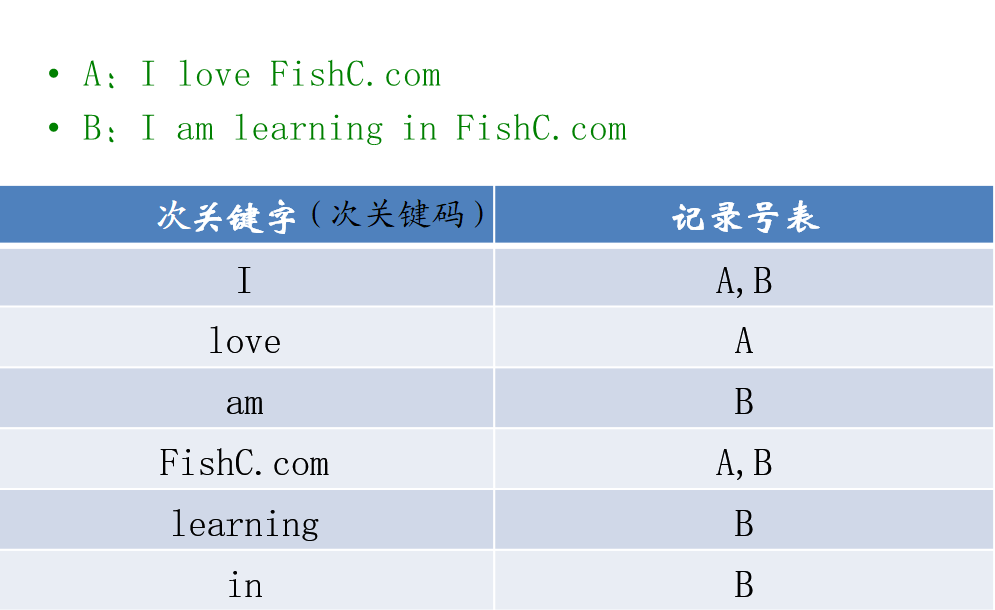 • A: I love FishC.com
• B: I am learning in FishC.com
次关键字(次关键码) 记录号表
I A,B
love A
am B
FishC.com A,B
learning B
in B